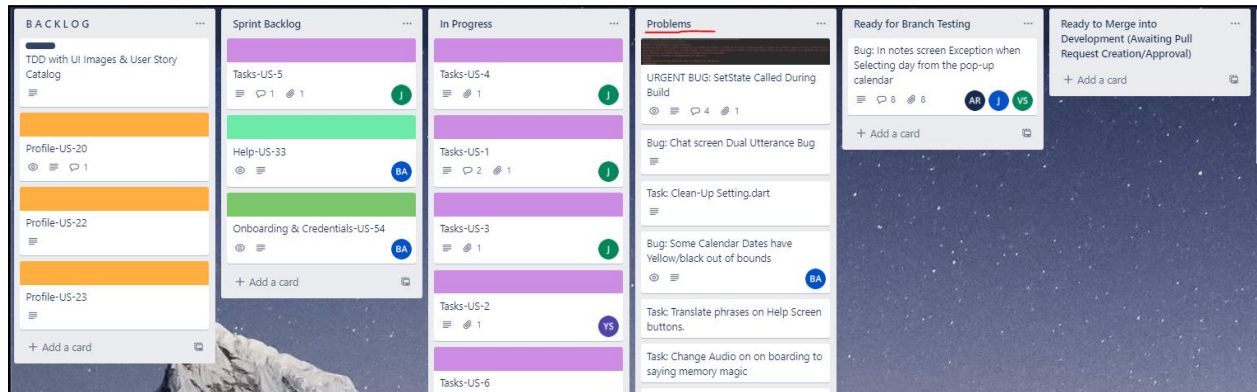 BACKLOG
TDD with UI Images & User Story
Catalog
Profile-US-20
1
Profile-US-22
Profile-US-23
+ Add a card
Sprint Backlog
Tasks-US-5
1 1
J
Help-US-33
BA
Onboarding & Credentials-US-54
BA
+ Add a card
In Progress
Tasks-US-4
1
J
Tasks-US-1
2 1
J
Tasks-US-3
1
J
Tasks-US-2
1
YS
Tasks-US-6
Problems
URGENT BUG: SetState Called During
Build
4 1
Bug: Chat screen Dual Utterance Bug
Task: Clean-Up Setting.dart
Bug: Some Calendar Dates have
Yellow/black out of bounds
BA
Task: Translate phrases on Help Screen
buttons.
Task: Change Audio on on boarding to
saying memory magic
Ready for Branch Testing
Bug: In notes screen Exception when
Selecting day from the pop-up
calendar
8 8
AR J VS
+ Add a card
Ready to Merge into
Development (Awaiting Pull
Request Creation/Approval)
+ Add a card